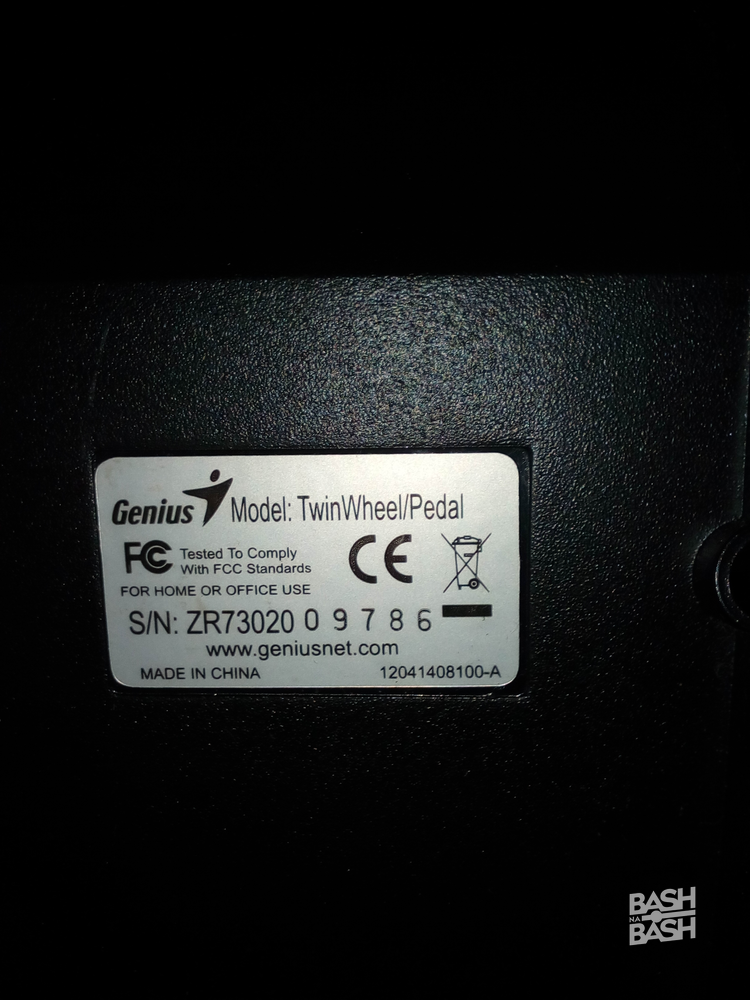 Genius Model: TwinWheel/Pedal
FC Tested To Comply
With FCC Standards
CE
FOR HOME OR OFFICE USE
S/N: ZR73020 0 9 7 8 6
www.geniusnet.com
MADE IN CHINA 12041408100-A
BASH
NA
BASH